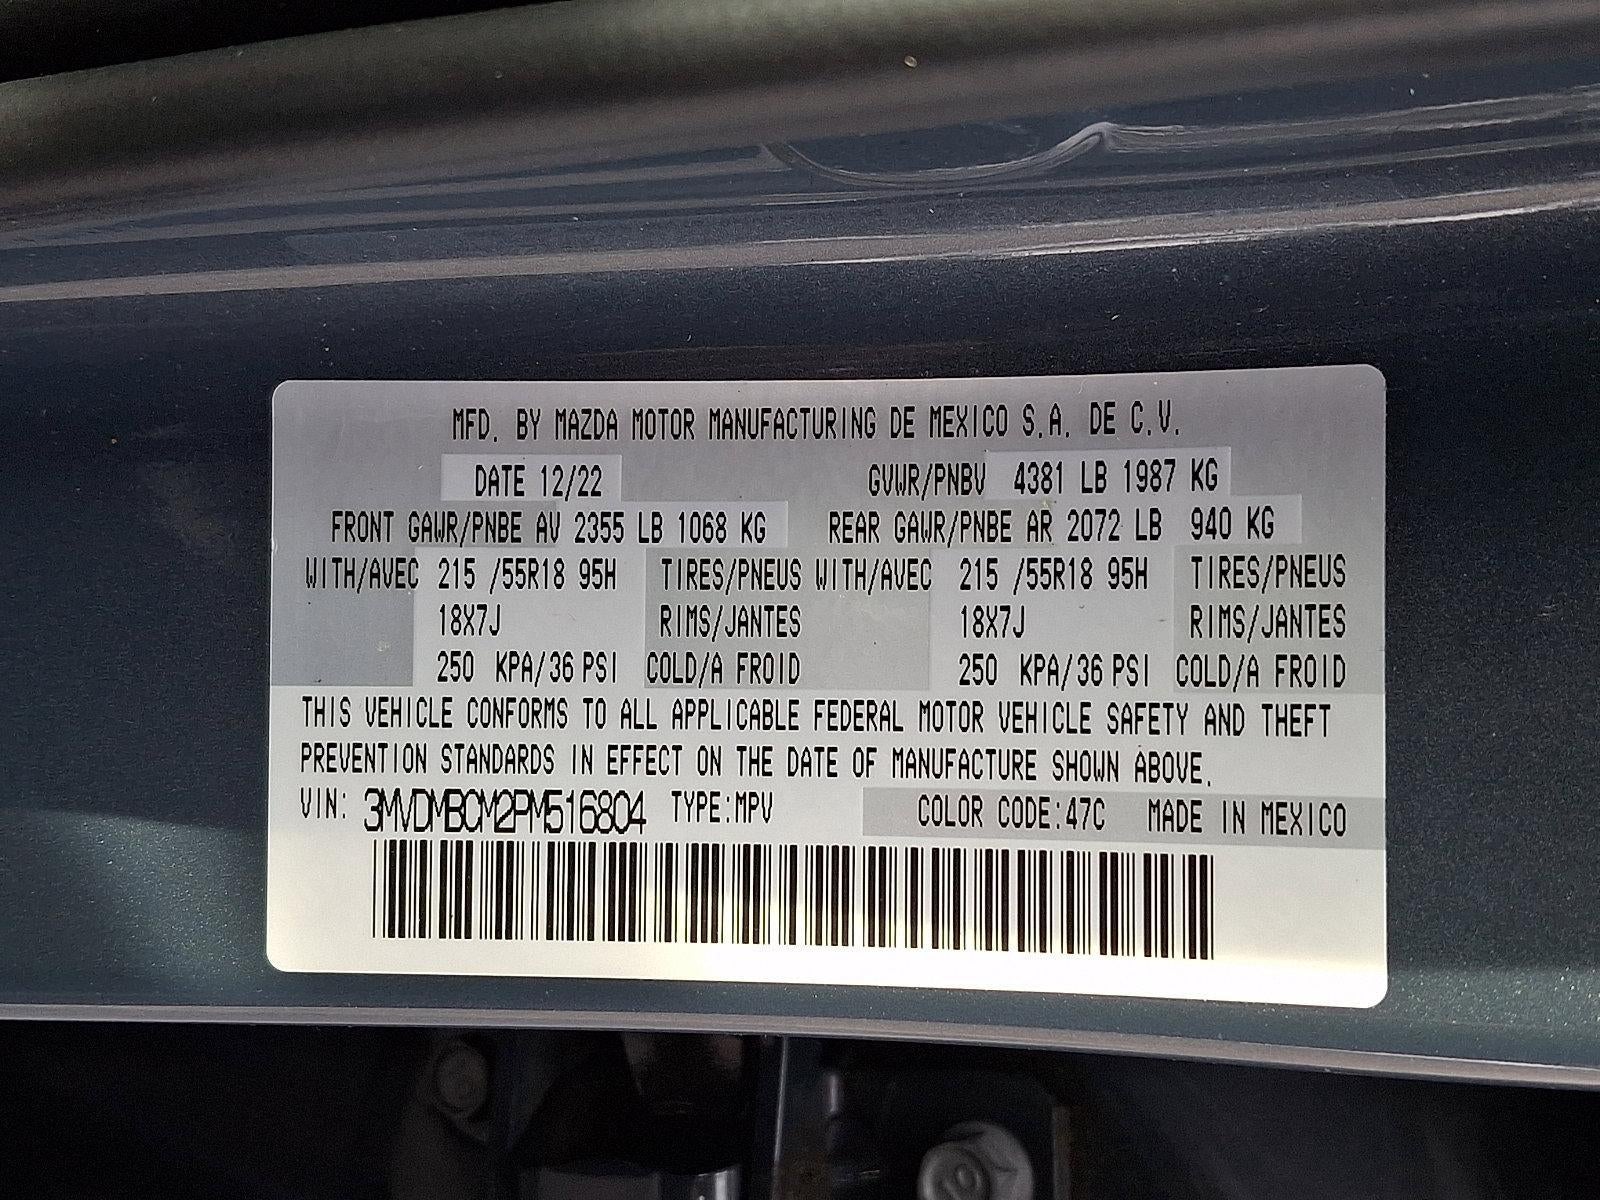 MFD. BY MAZDA MOTOR MANUFACTURING DE MEXICO S.A. DE C.V.
DATE 12/22 GVWR/PNBV 4381 LB 1987 KG
FRONT GAWR/PNBE AV 2355 LB 1068 KG REAR GAWR/PNBE AR 2072 LB 940 KG
WITH/AVEC 215 /55R18 95H TIRES/PNEUS WITH/AVEC 215 /55R18 95H TIRES/PNEUS
18X7J RIMS/JANTES 18X7J RIMS/JANTES
250 KPA/36 PSI COLD/A FROID 250 KPA/36 PSI COLD/A FROID
THIS VEHICLE CONFORMS TO ALL APPLICABLE FEDERAL MOTOR VEHICLE SAFETY AND THEFT
PREVENTION STANDARDS IN EFFECT ON THE DATE OF MANUFACTURE SHOWN ABOVE.
VIN: 3MVDMBCM2PM516804 TYPE:MPV COLOR CODE:47C MADE IN MEXICO
10